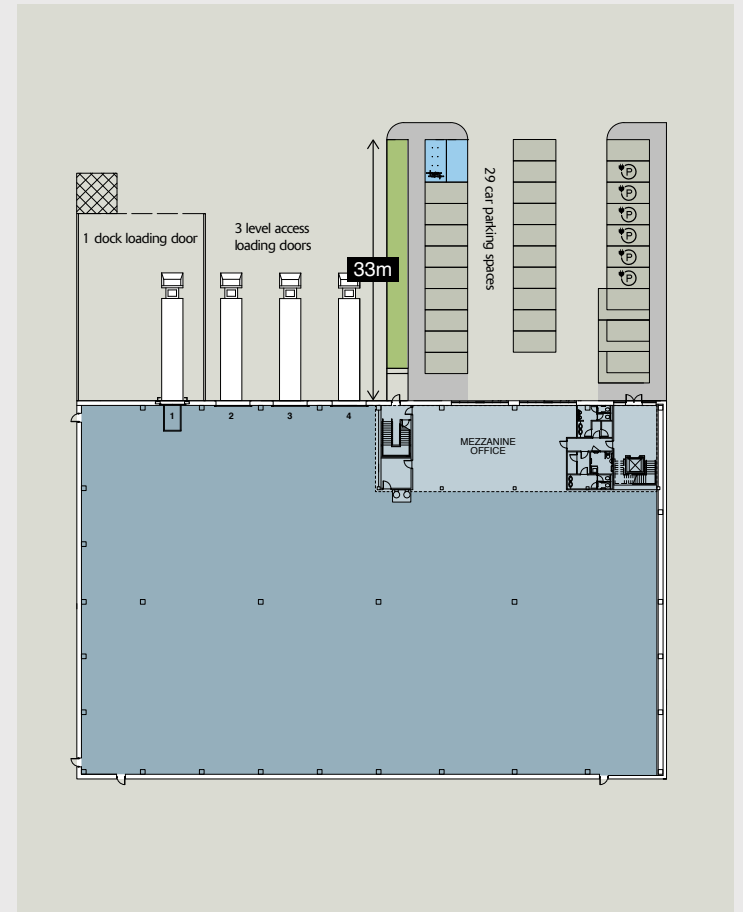 1 dock loading door
3 level access
loading doors
33m
29 car parking spaces
P
P
P
P
P
P
1
2
3
4
MEZZANINE
OFFICE